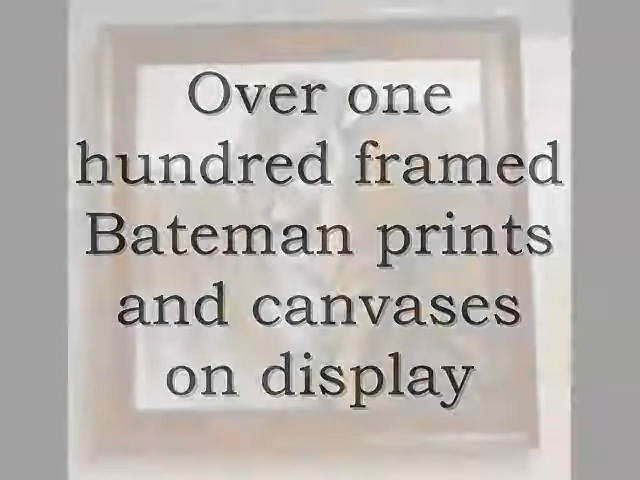 Over one
hundred framed
Bateman prints
and canvases
on display